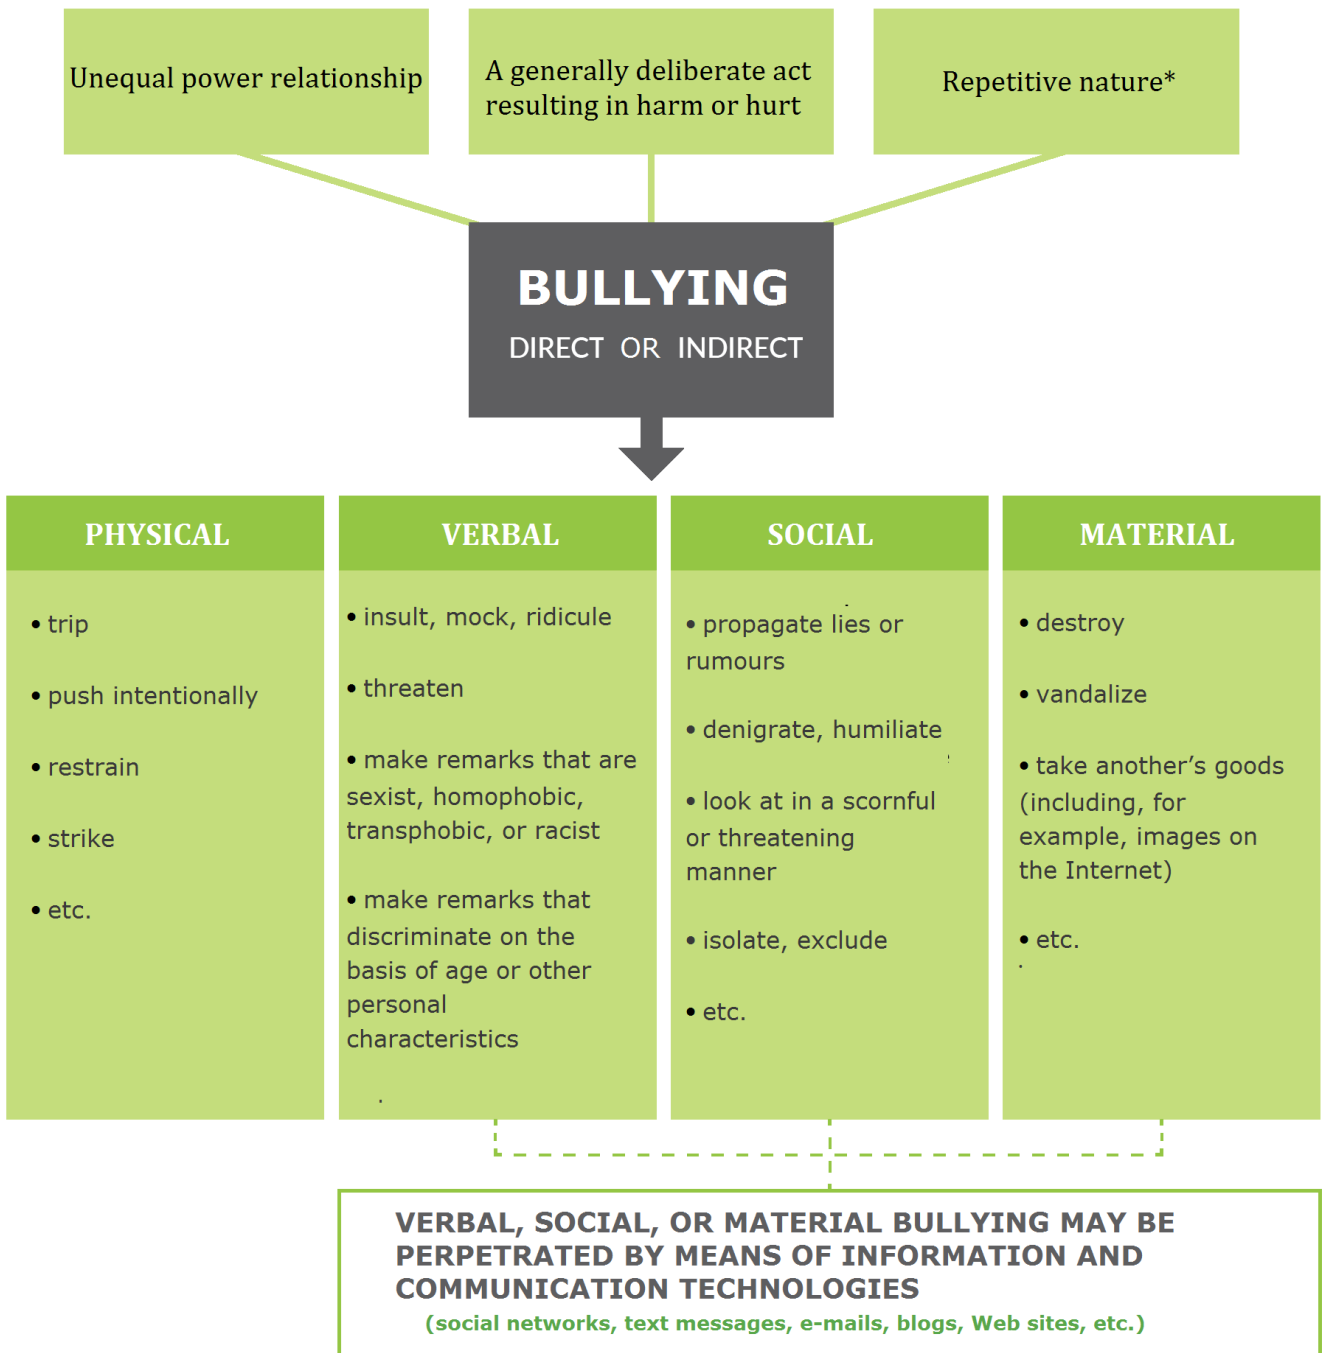 Unequal power relationship
A generally deliberate act
resulting in harm or hurt
Repetitive nature*
BULLYING
DIRECT OR INDIRECT
PHYSICAL
• trip
• push intentionally
• restrain
• strike
• etc.
VERBAL
• insult, mock, ridicule
• threaten
• make remarks that are
sexist, homophobic,
transphobic, or racist
• make remarks that
discriminate on the
basis of age or other
personal
characteristics
SOCIAL
• propagate lies or
rumours
• denigrate, humiliate
• look at in a scornful
or threatening
manner
• isolate, exclude
• etc.
MATERIAL
• destroy
• vandalize
• take another’s goods
(including, for
example, images on
the Internet)
• etc.
VERBAL, SOCIAL, OR MATERIAL BULLYING MAY BE
PERPETRATED BY MEANS OF INFORMATION AND
COMMUNICATION TECHNOLOGIES
(social networks, text messages, e-mails, blogs, Web sites, etc.)